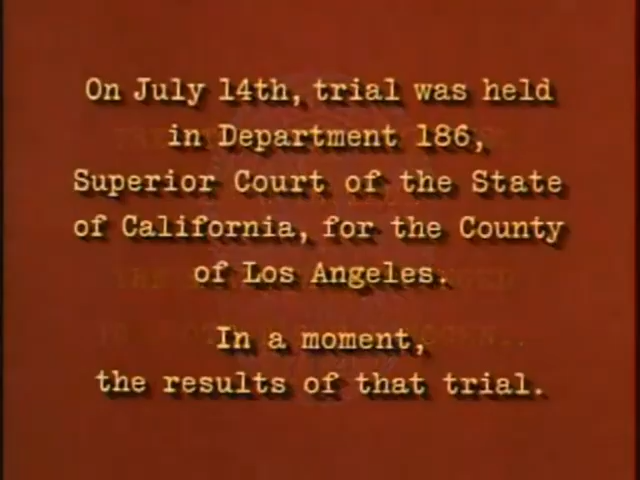 On July 14th, trial was held
in Department 186,
Superior Court of the State
of California, for the County
of Los Angeles.
In a moment,
the results of that trial.